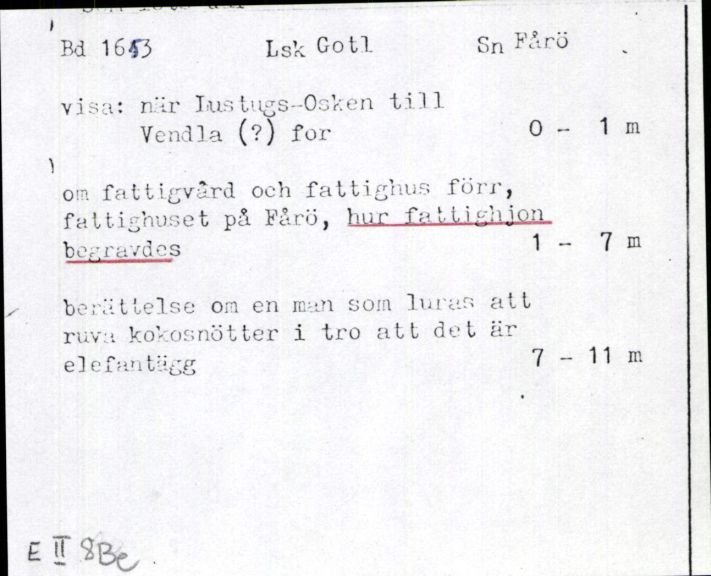 Bd 1653 Lsk Gotl Sn Fårö
visa: när Lustugs-Osken till
Vendla (?) for 0 - 1 m
om fattigvård och fattighus förr,
fattighuset på Fårö, hur fattighjon
begravdes 1 - 7 m
berättelse om en man som luras att
ruva kokosnötter i tro att det är
elefantägg 7 - 11 m
E II 8Be